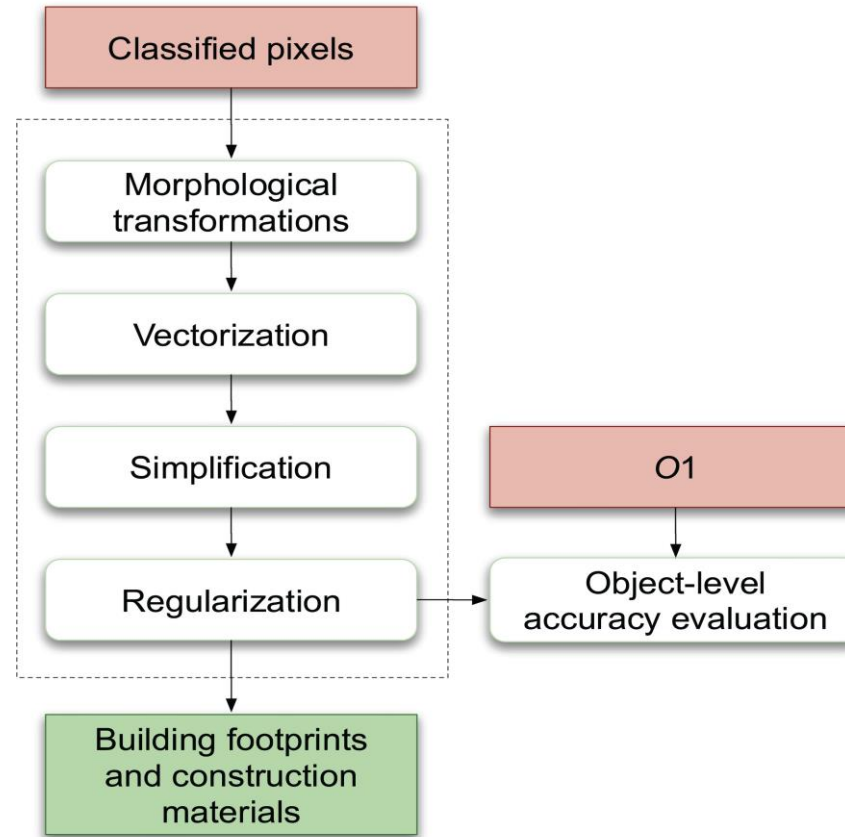 Classified pixels
Morphological
transformations
Vectorization
Simplification
Regularization
O1
Object-level
accuracy evaluation
Building footprints
and construction
materials